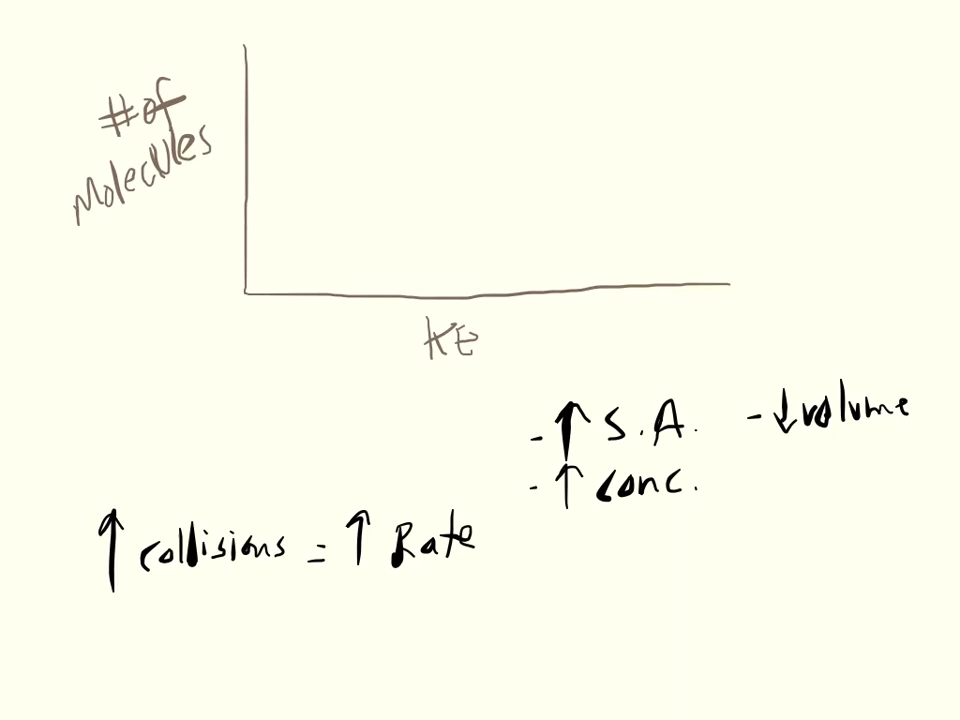 # of
Molecules
KE
- ↑ S.A. - ↓ volume
- ↑ conc.
↑ collisions = ↑ Rate